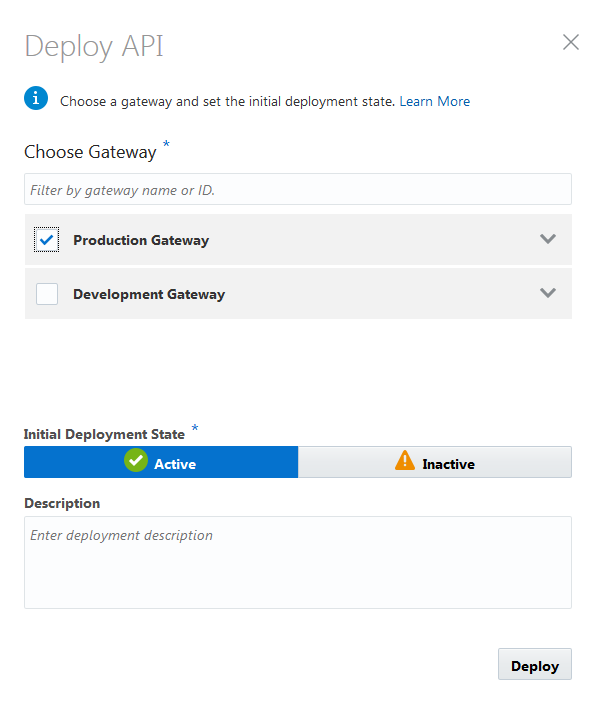 Deploy API
Choose a gateway and set the initial deployment state. Learn More
Choose Gateway *
Filter by gateway name or ID.
Production Gateway
Development Gateway
Initial Deployment State *
Active Inactive
Description
Enter deployment description
Deploy